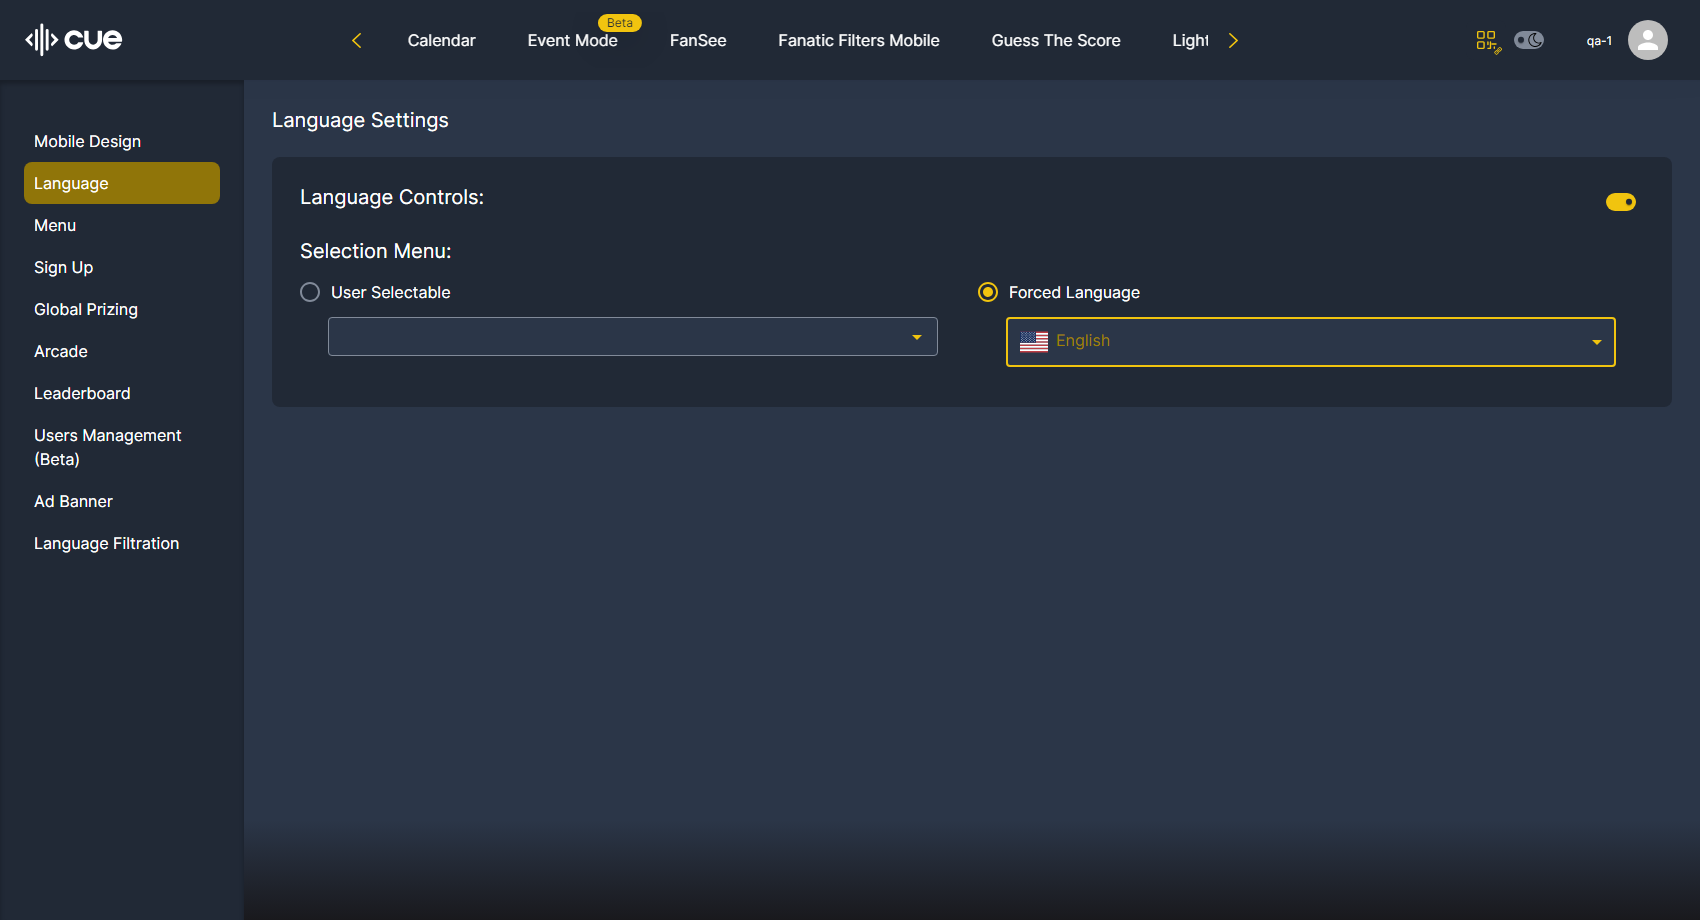 cue
Calendar
Event Mode
Beta
FanSee
Fanatic Filters Mobile
Guess The Score
Light
qa-1
Mobile Design
Language
Menu
Sign Up
Global Prizing
Arcade
Leaderboard
Users Management
(Beta)
Ad Banner
Language Filtration
Language Settings
Language Controls:
Selection Menu:
User Selectable
Forced Language
English